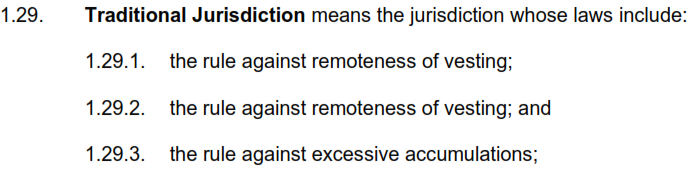 1.29. Traditional Jurisdiction means the jurisdiction whose laws include:
1.29.1. the rule against remoteness of vesting;
1.29.2. the rule against remoteness of vesting; and
1.29.3. the rule against excessive accumulations;